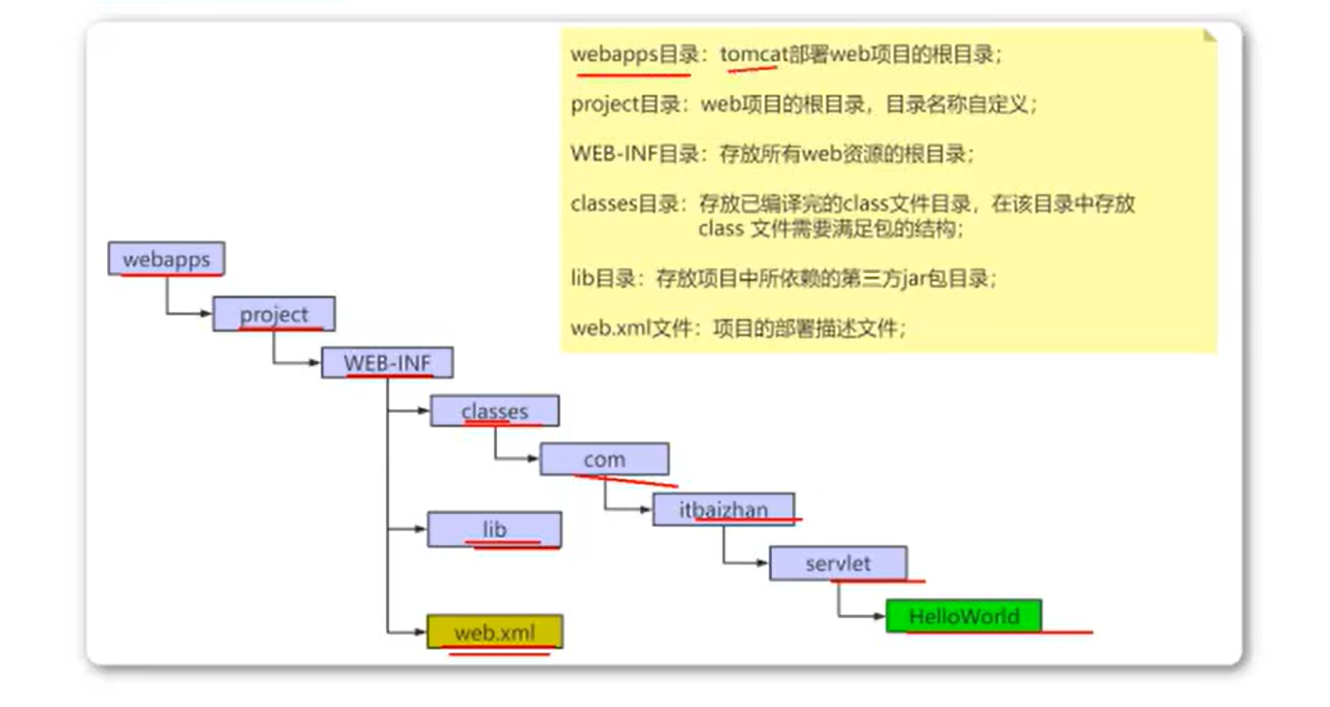 webapps目录：tomcat部署web项目的根目录；
project目录：web项目的根目录，目录名称自定义；
WEB-INF目录：存放所有web资源的根目录；
classes目录：存放已编译完的class文件目录，在该目录中存放
class 文件需要满足包的结构；
lib目录：存放项目中所依赖的第三方jar包目录；
web.xml文件：项目的部署描述文件；
webapps
project
WEB-INF
classes
com
itbaizhan
lib
servlet
HelloWorld
web.xml